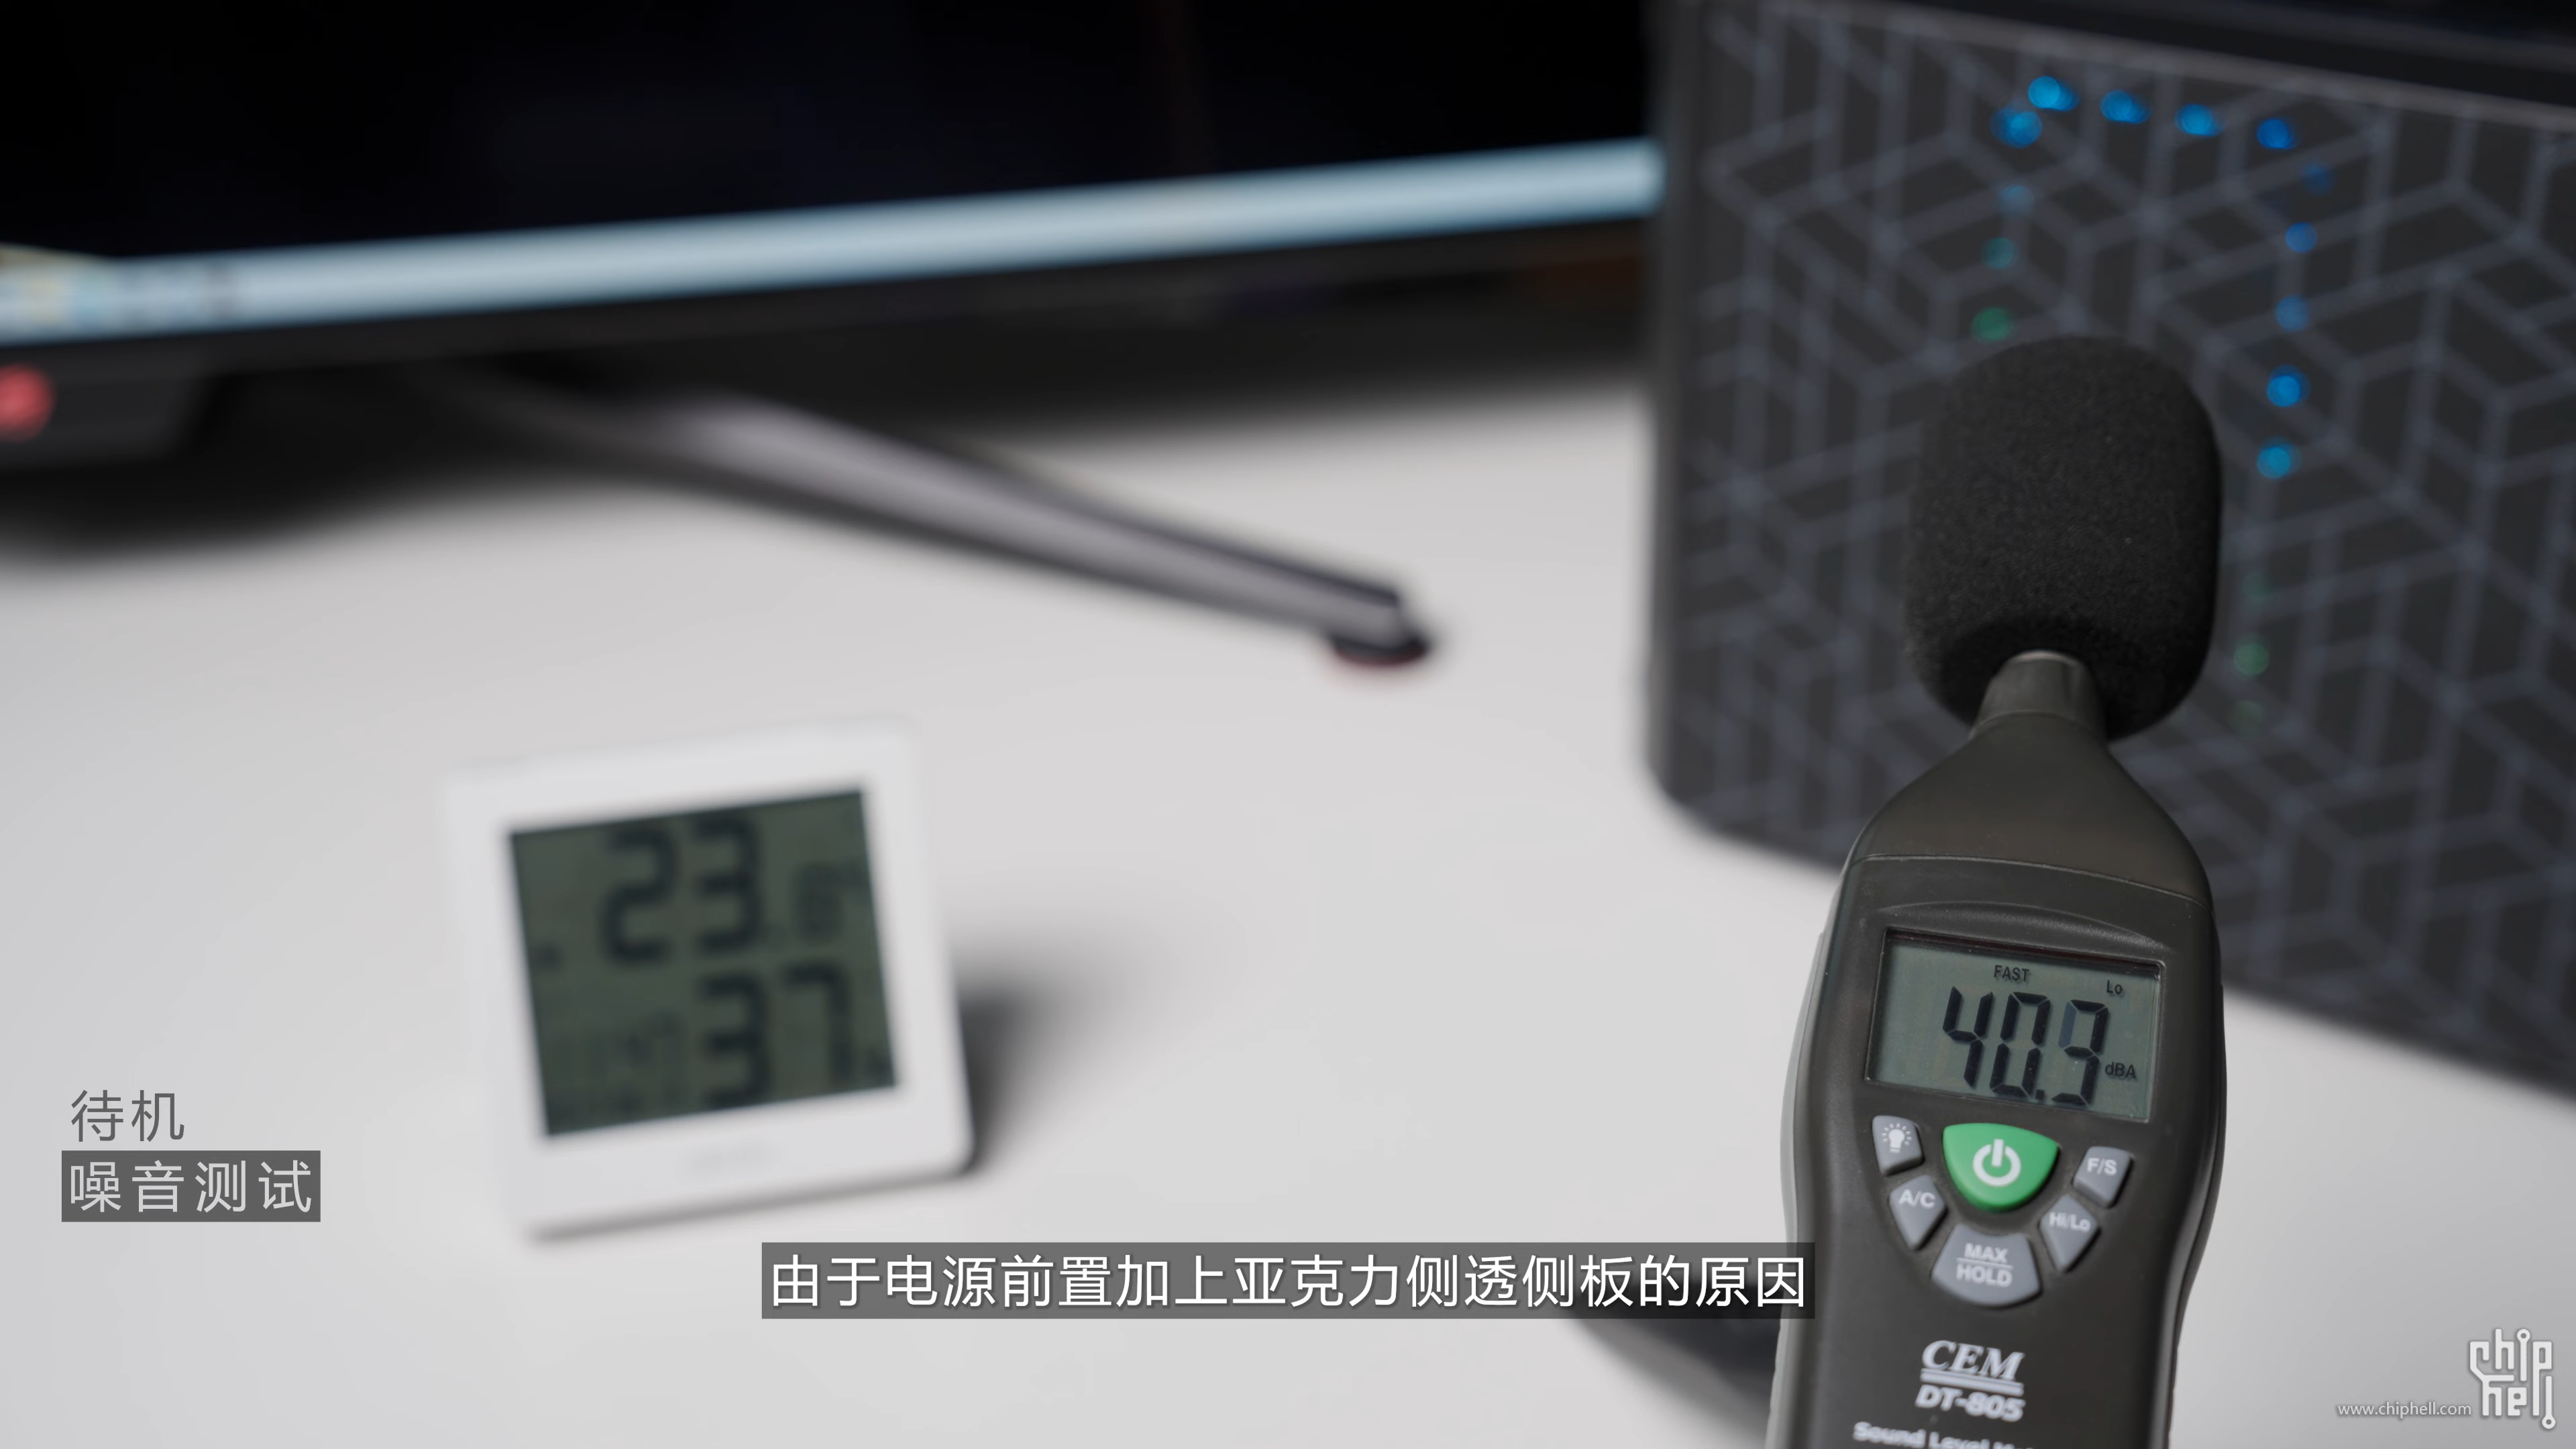 23
37
FAST
Lo
40.9
dBA
F/S
A/C
Hi/Lo
MAX
HOLD
待机
噪音测试
由于电源前置加上亚克力侧透侧板的原因
CEM
DT-805
Sound Level
www.chiphell.com
chip
hell